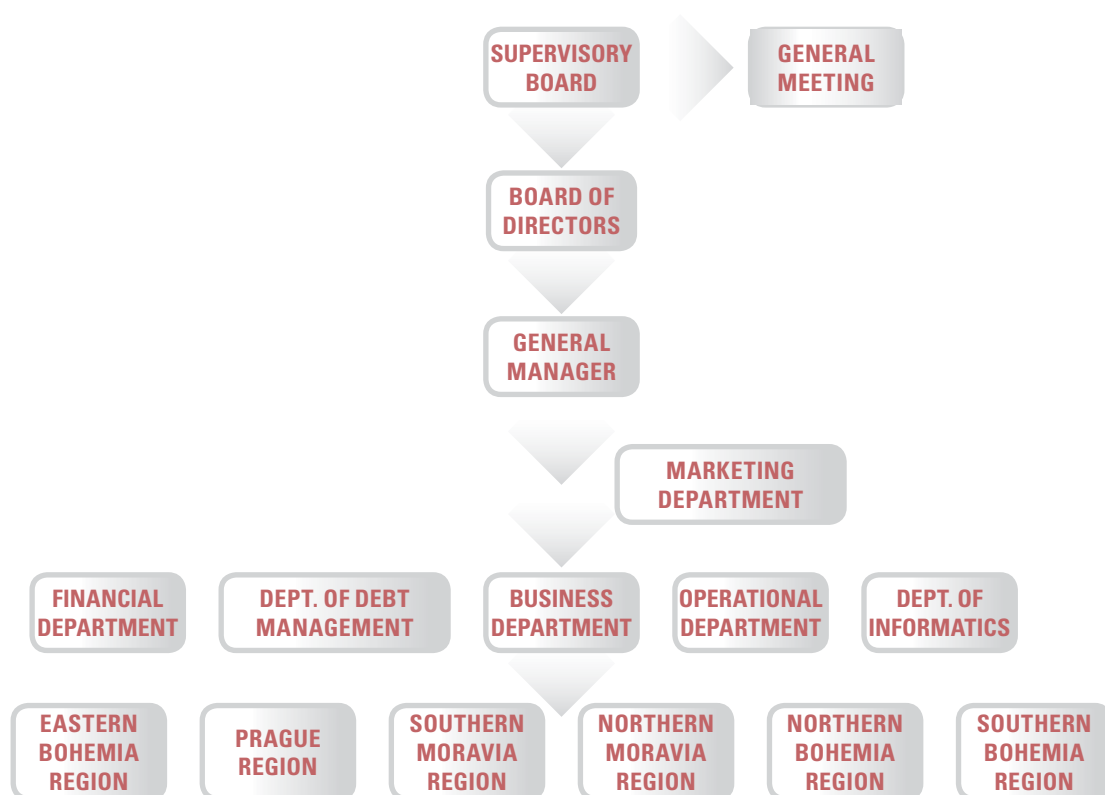 SUPERVISORY
BOARD
GENERAL
MEETING
BOARD OF
DIRECTORS
GENERAL
MANAGER
MARKETING
DEPARTMENT
FINANCIAL
DEPARTMENT
DEPT. OF DEBT
MANAGEMENT
BUSINESS
DEPARTMENT
OPERATIONAL
DEPARTMENT
DEPT. OF
INFORMATICS
EASTERN
BOHEMIA
REGION
PRAGUE
REGION
SOUTHERN
MORAVIA
REGION
NORTHERN
MORAVIA
REGION
NORTHERN
BOHEMIA
REGION
SOUTHERN
BOHEMIA
REGION